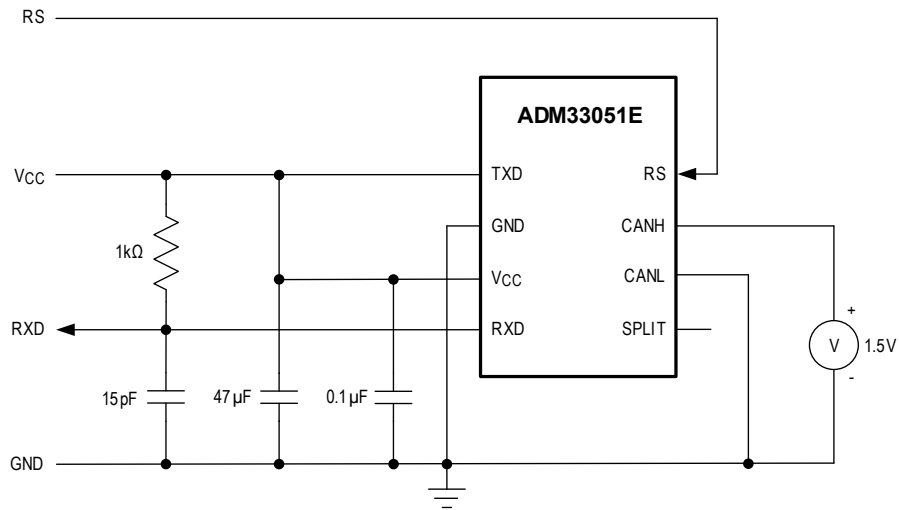 RS
ADM33051E
VCC
TXD
RS
GND
CANH
1kΩ
VCC
CANL
RXD
RXD
SPLIT
+
V
1.5V
-
15pF
47µF
0.1µF
GND